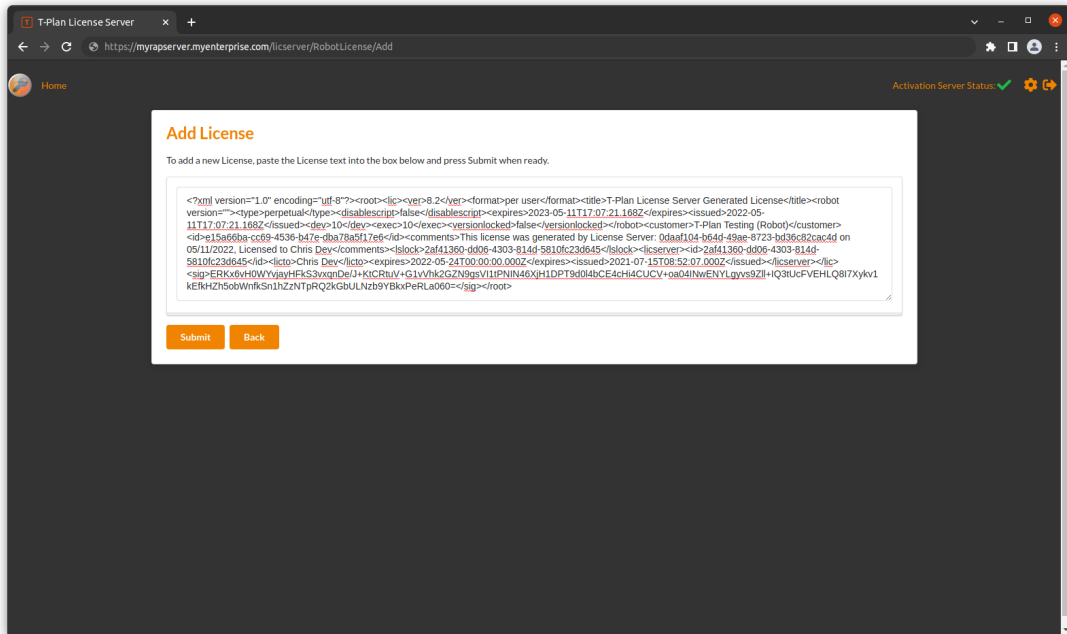 T-Plan License Server
https://myrapserver.myenterprise.com/licserver/RobotLicense/Add
Home
Activation Server Status:
Add License
To add a new License, paste the License text into the box below and press Submit when ready.
<?xml version="1.0" encoding="utf-8"?><root><lic><ver>8.2</ver><format>per user</format><title>T-Plan License Server Generated License</title><robot
version=""><type>perpetual</type><disablescript>false</disablescript><expires>2023-05-11T17:07:21.168Z</expires><issued>2022-05-
11T17:07:21.168Z</issued><dev>10</dev><exec>10</exec><versionlocked>false</versionlocked></robot><customer>T-Plan Testing (Robot)</customer>
<id>e15a66ba-cc69-4536-b47e-dba78a5f17e6</id><comments>This license was generated by License Server: 0daaf104-b64d-49ae-8723-bd36c82cac4d on
05/11/2022, Licensed to Chris Dev</comments><lslock>2af41360-dd06-4303-814d-5810fc23d645</lslock><licserver><id>2af41360-dd06-4303-814d-
5810fc23d645</id><licto>Chris Dev</licto><expires>2022-05-24T00:00:00.000Z</expires><issued>2021-07-15T08:52:07.000Z</issued></licserver></lic>
<sig>ERKx6vH0WYvjayHFkS3vxqnDe/J+KtCRtuV+G1vVhk2GZN9gsVI1tPNIN46XjH1DPT9d0l4bCE4cHi4CUCV+oa04INwENYLgyvs9Zll+IQ3tUcFVEHLQ8I7Xykv1
kEfkHZh5obWnfkSn1hZzNTpRQ2kGbULNzb9YBkxPeRLa060=</sig></root>
Submit
Back